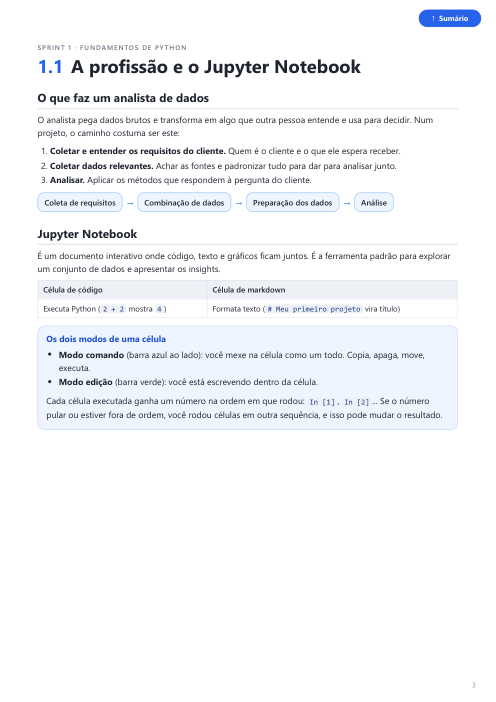 ↑ Sumário
SPRINT 1 · FUNDAMENTOS DE PYTHON
1.1 A profissão e o Jupyter Notebook
O que faz um analista de dados
O analista pega dados brutos e transforma em algo que outra pessoa entende e usa para decidir. Num
projeto, o caminho costuma ser este:
1. Coletar e entender os requisitos do cliente. Quem é o cliente e o que ele espera receber.
2. Coletar dados relevantes. Achar as fontes e padronizar tudo para dar para analisar junto.
3. Analisar. Aplicar os métodos que respondem à pergunta do cliente.
Coleta de requisitos → Combinação de dados → Preparação dos dados → Análise
Jupyter Notebook
É um documento interativo onde código, texto e gráficos ficam juntos. É a ferramenta padrão para explorar
um conjunto de dados e apresentar os insights.
Célula de código Célula de markdown
Executa Python ( 2 + 2 mostra 4 ) Formata texto ( # Meu primeiro projeto vira título)
Os dois modos de uma célula
• Modo comando (barra azul ao lado): você mexe na célula como um todo. Copia, apaga, move,
executa.
• Modo edição (barra verde): você está escrevendo dentro da célula.
Cada célula executada ganha um número na ordem em que rodou: In [1] , In [2] … Se o número
pular ou estiver fora de ordem, você rodou células em outra sequência, e isso pode mudar o resultado.
3